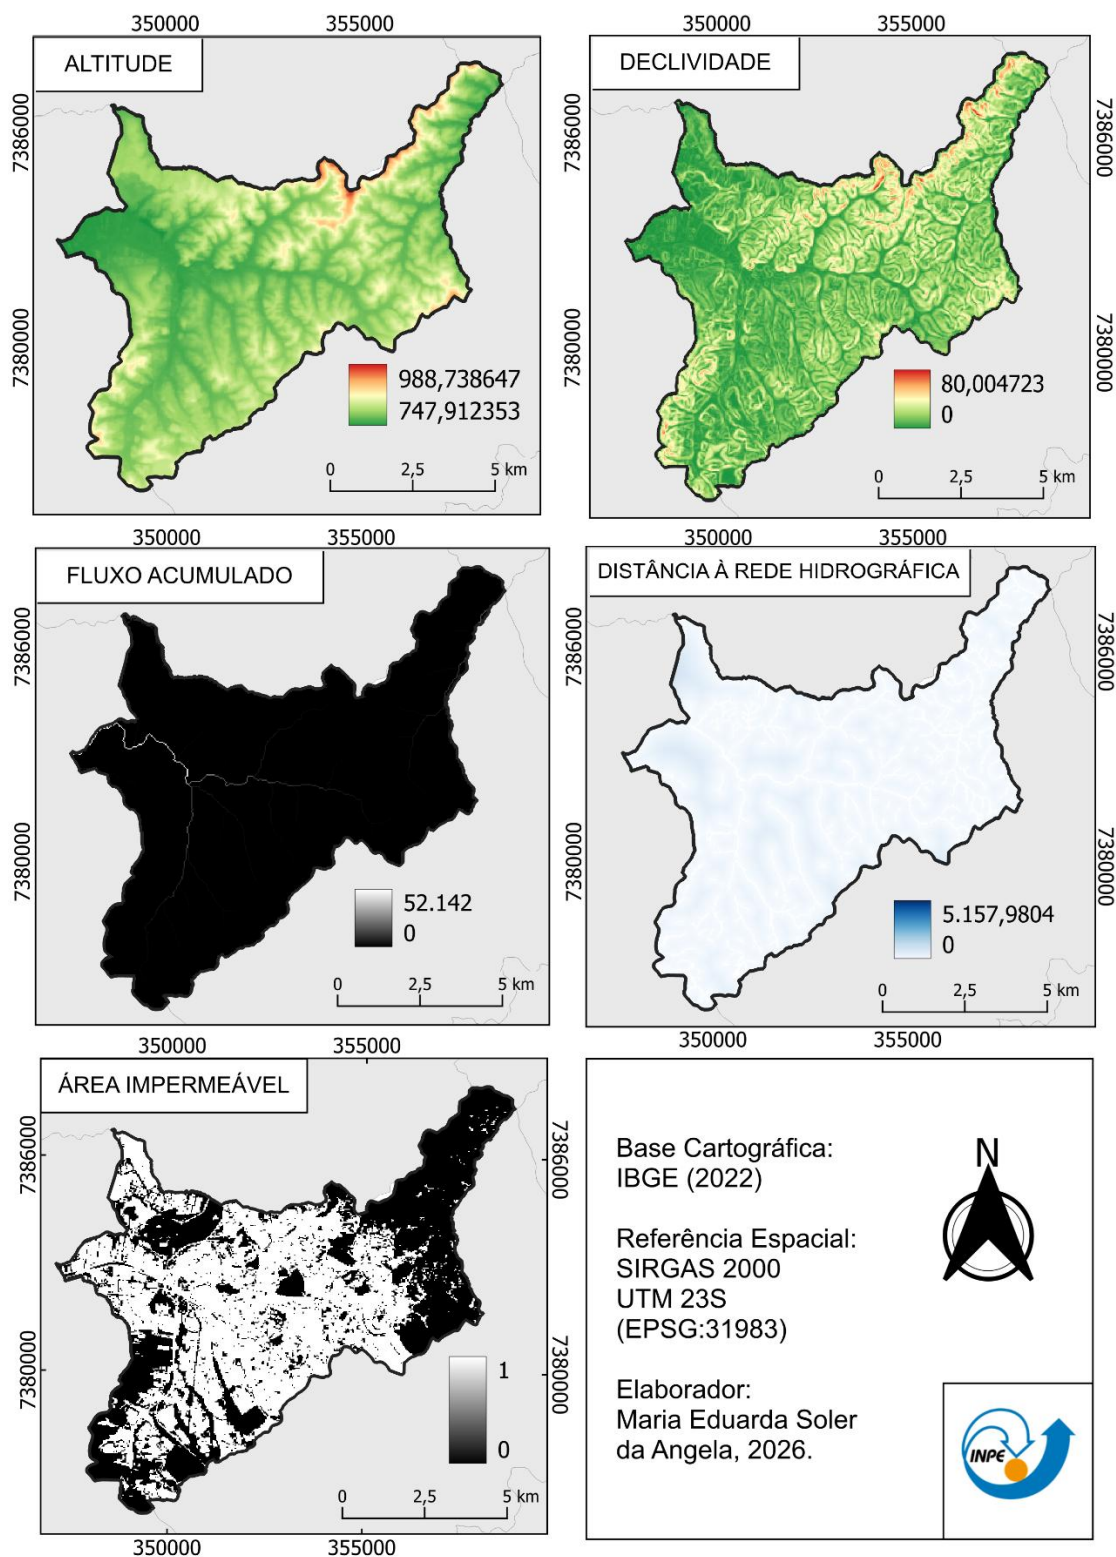 350000 355000 350000 355000
ALTITUDE
DECLIVIDADE
7386000
7386000
7386000
7380000
7380000
7380000
988,738647
747,912353
80,004723
0
0 2,5 5 km
0 2,5 5 km
350000 355000 350000 355000
FLUXO ACUMULADO
DISTÂNCIA À REDE HIDROGRÁFICA
7386000
7386000
7386000
7380000
7380000
7380000
52.142
0
5.157,9804
0
0 2,5 5 km
0 2,5 5 km
350000 355000
350000 355000
ÁREA IMPERMEÁVEL
7386000
7386000
7380000
7380000
1
0
0 2,5 5 km
350000 355000
Base Cartográfica:
IBGE (2022)
N
Referência Espacial:
SIRGAS 2000
UTM 23S
(EPSG:31983)
Elaborador:
Maria Eduarda Soler
da Angela, 2026.
INPE